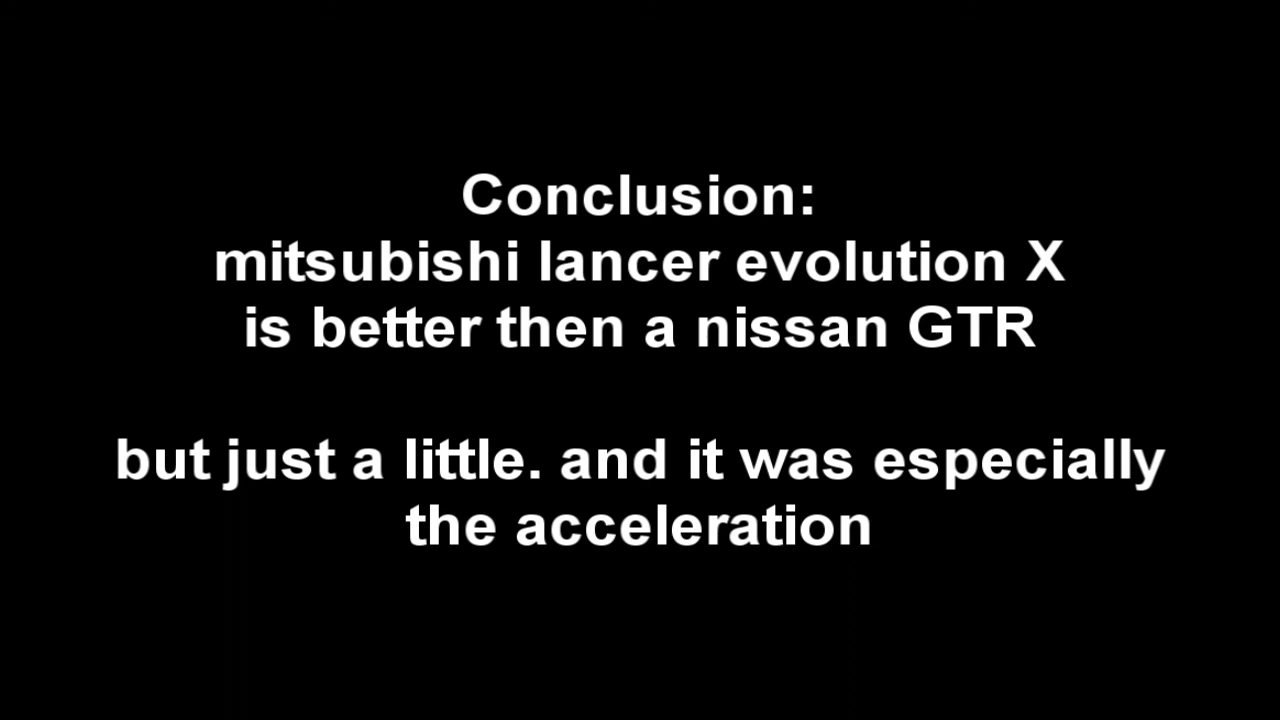 Conclusion:
mitsubishi lancer evolution X
is better then a nissan GTR
but just a little. and it was especially
the acceleration